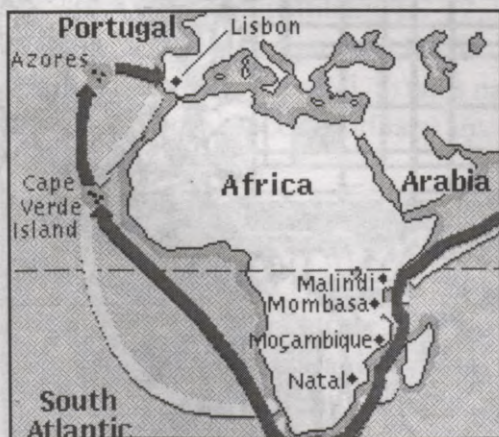 Portugal
Lisbon
Azores
Africa
Arabia
Cape
Verde
Island
Malindi
Mombasa
Moçambique
Natal
South
Atlantic